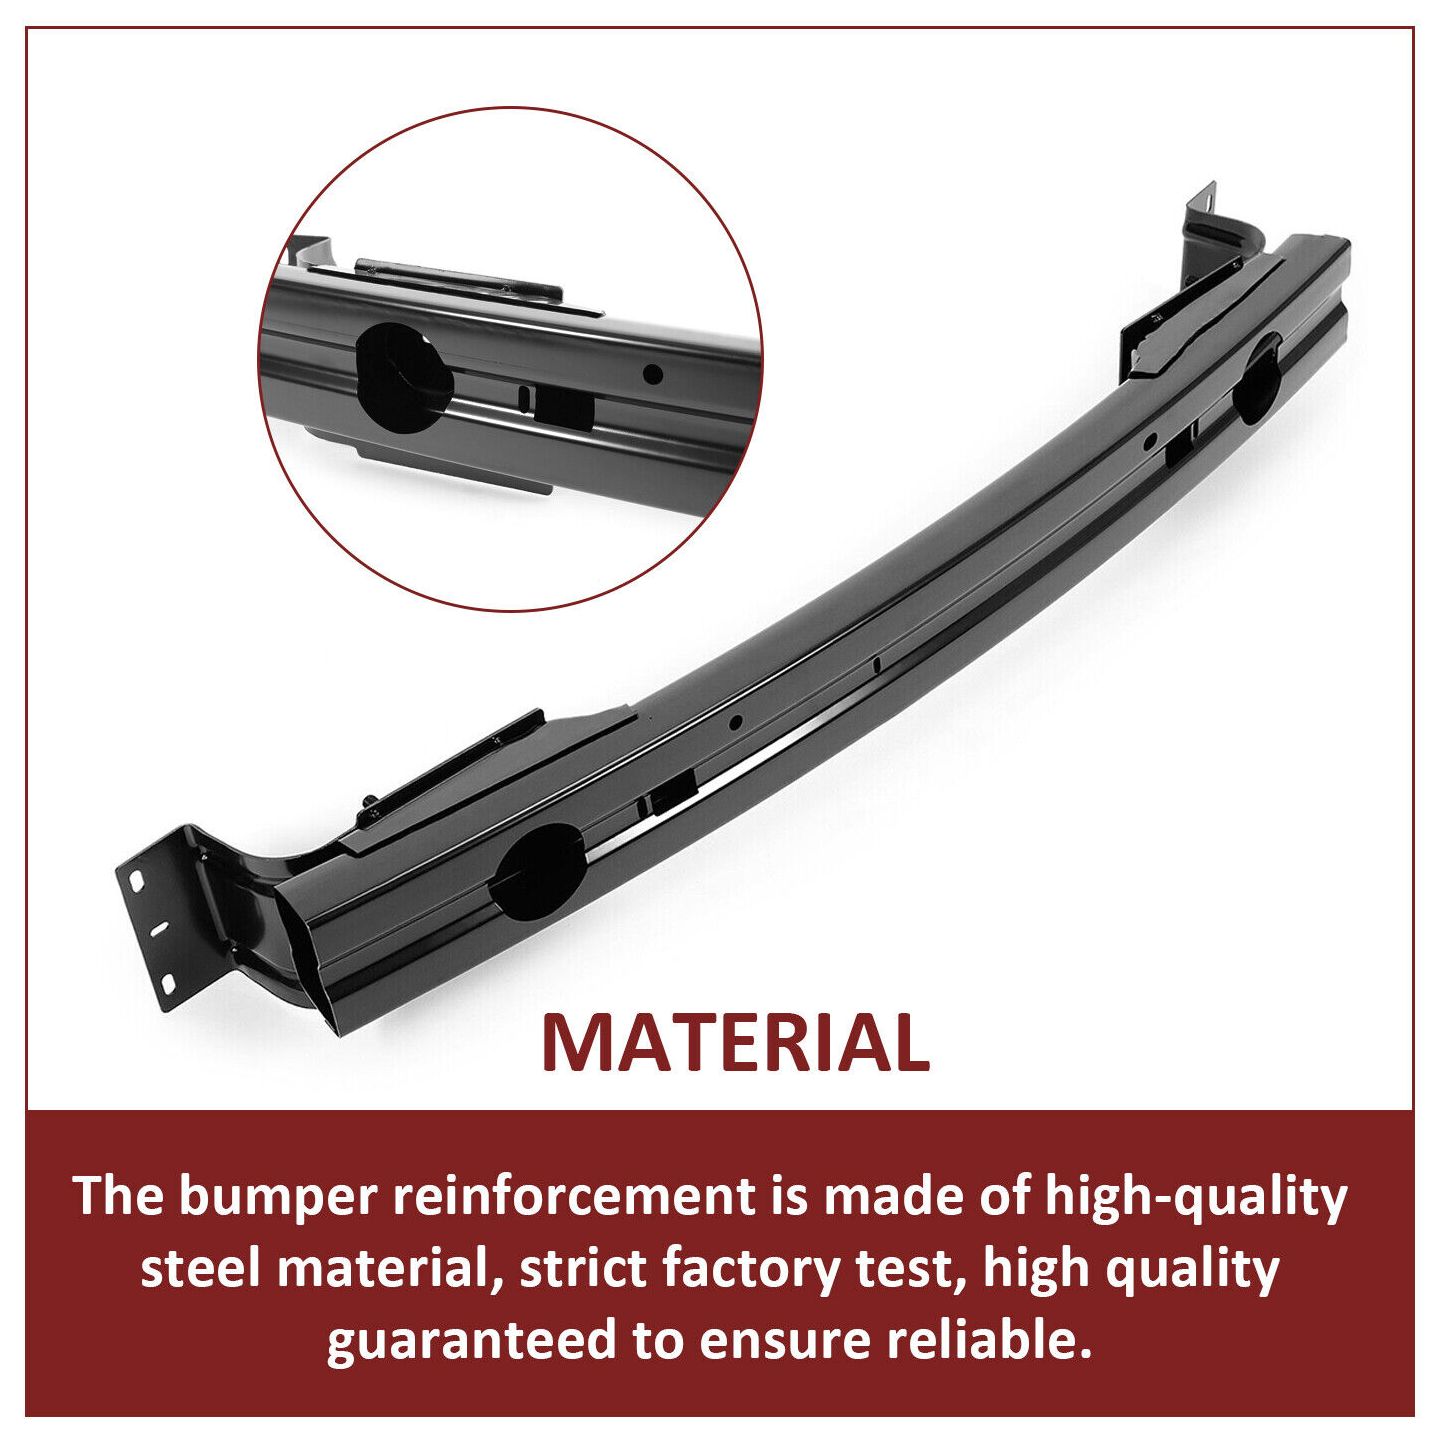 MATERIAL
The bumper reinforcement is made of high-quality
steel material, strict factory test, high quality
guaranteed to ensure reliable.